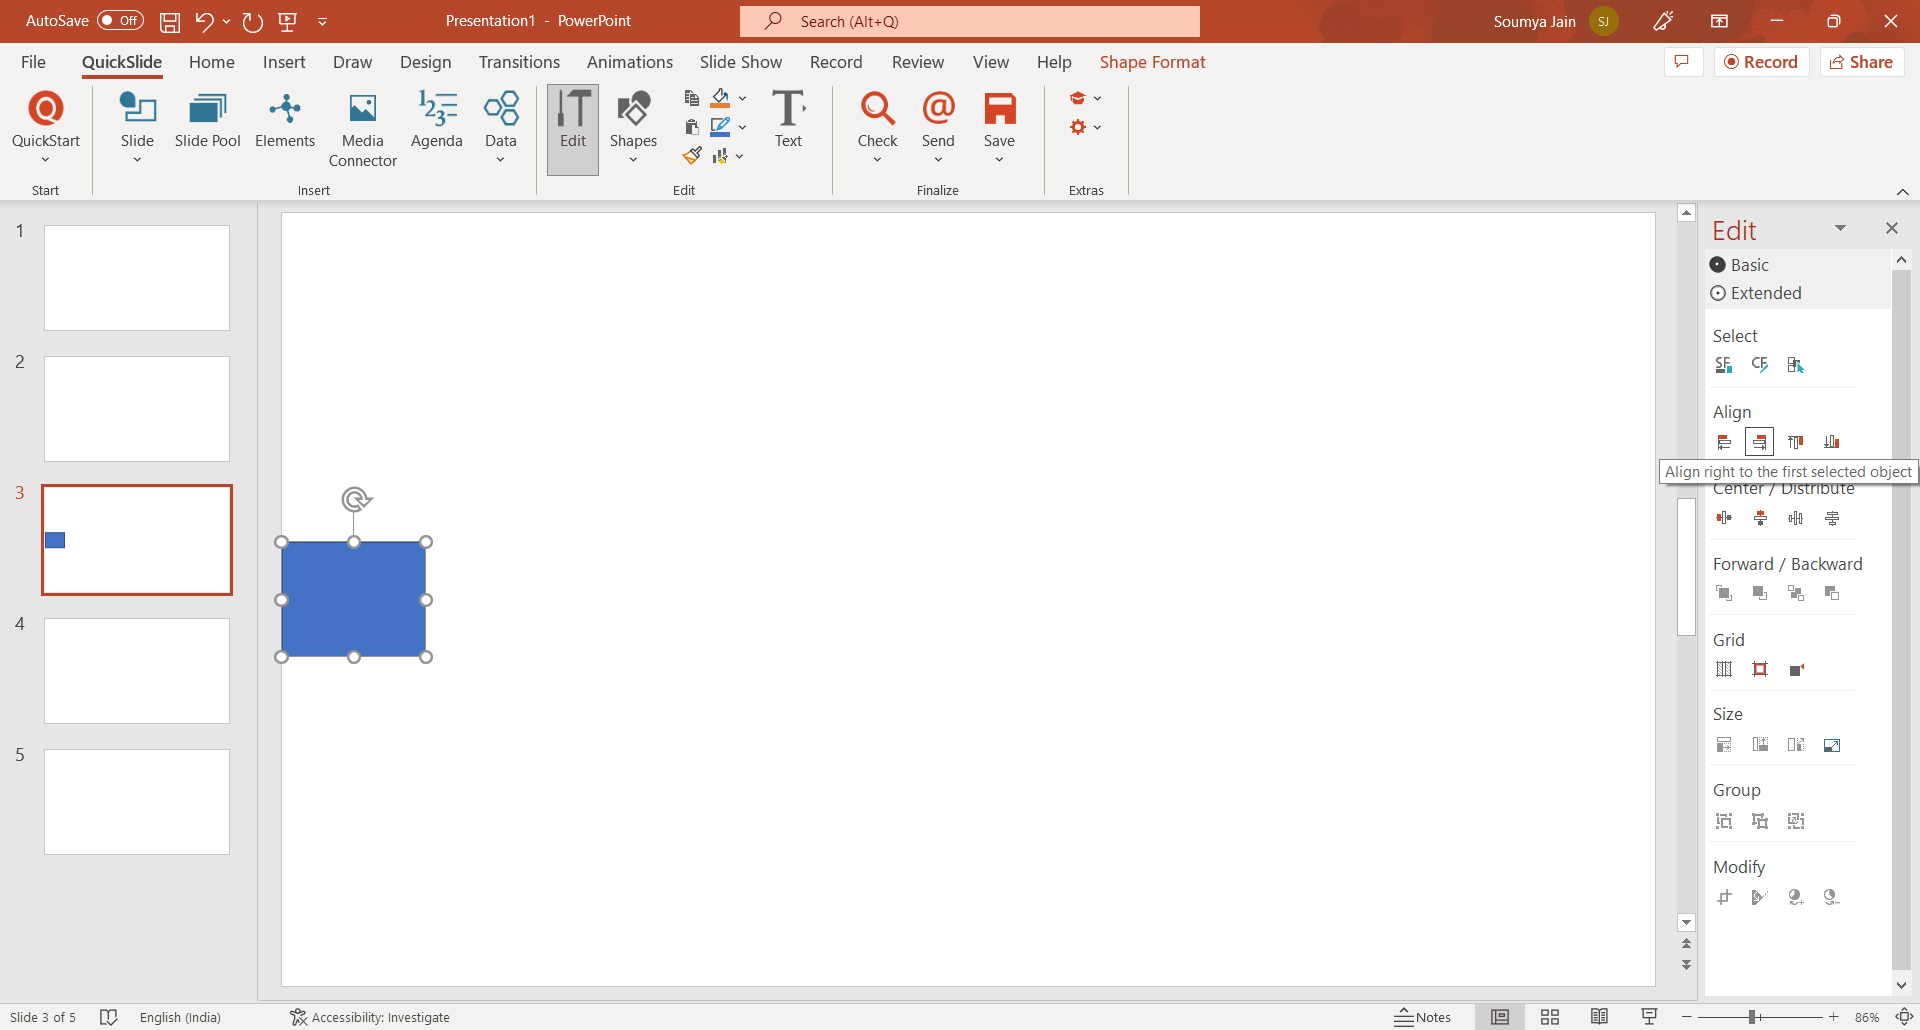 AutoSave Off
Presentation1 - PowerPoint
Search (Alt+Q)
Soumya Jain SJ
File QuickSlide Home Insert Draw Design Transitions Animations Slide Show Record Review View Help Shape Format
Record Share
QuickStart
Slide
Slide Pool
Elements
Media
Connector
Agenda
Data
Edit
Shapes
Text
Check
Send
Save
Start
Insert
Edit
Finalize
Extras
1
2
3
4
5
Edit
Basic
Extended
Select
SF CF
Align
Align right to the first selected object
Center / Distribute
Forward / Backward
Grid
Size
Group
Modify
Slide 3 of 5
English (India)
Accessibility: Investigate
Notes
86%